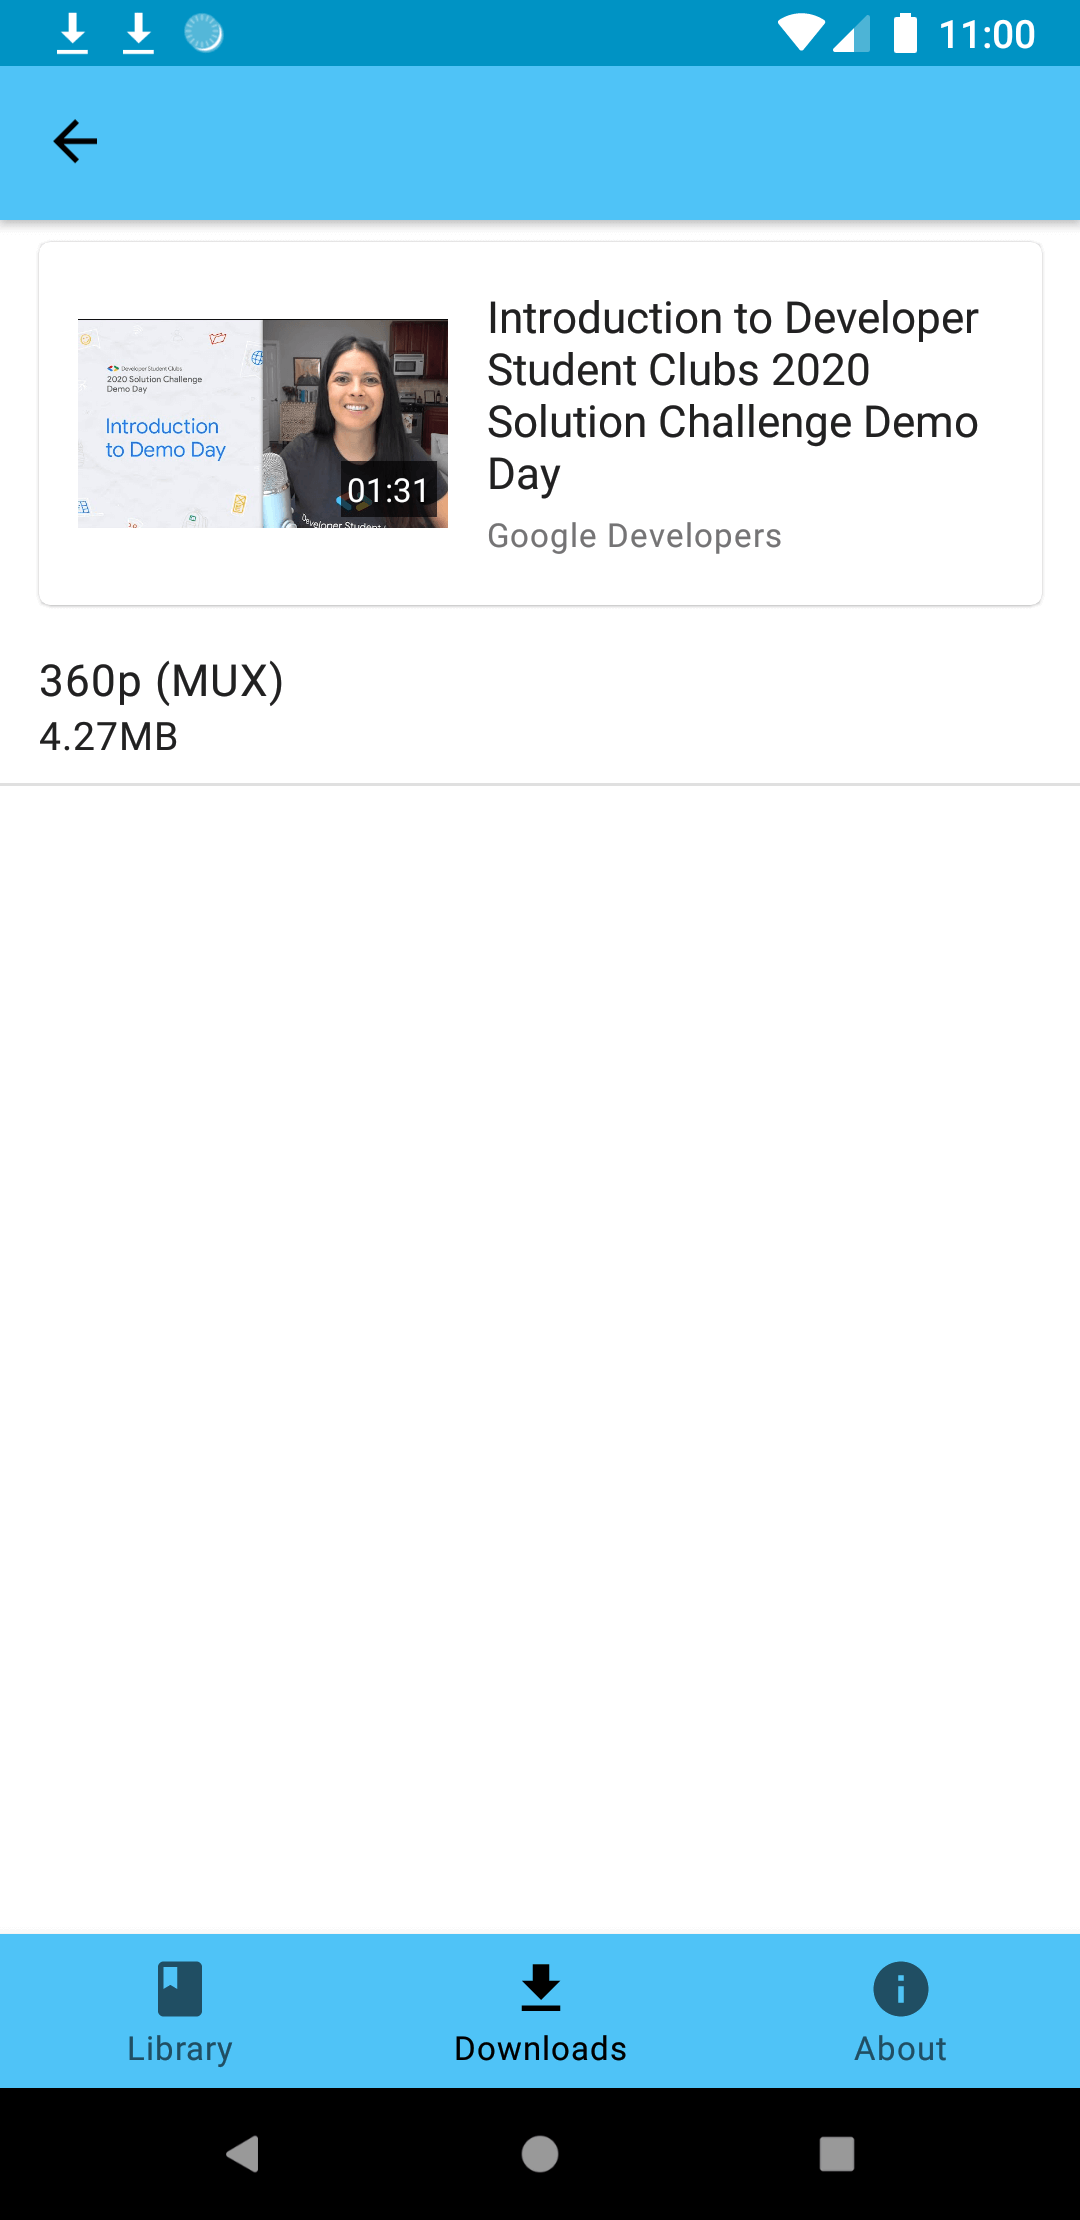 11:00
Introduction to Developer
Student Clubs 2020
Solution Challenge Demo
Day
Google Developers
Developer Student Clubs
2020 Solution Challenge
Demo Day
Introduction
to Demo Day
01:31
Developer Student
360p (MUX)
4.27MB
Library
Downloads
About